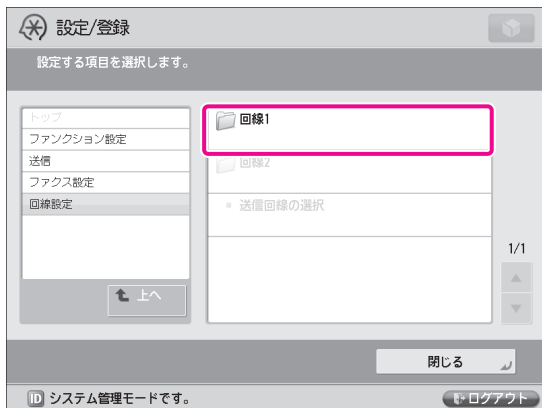 設定/登録
設定する項目を選択します。
トップ
ファンクション設定
送信
ファクス設定
回線設定
上へ
回線1
回線2
送信回線の選択
1/1
閉じる
ID システム管理モードです。
ログアウト